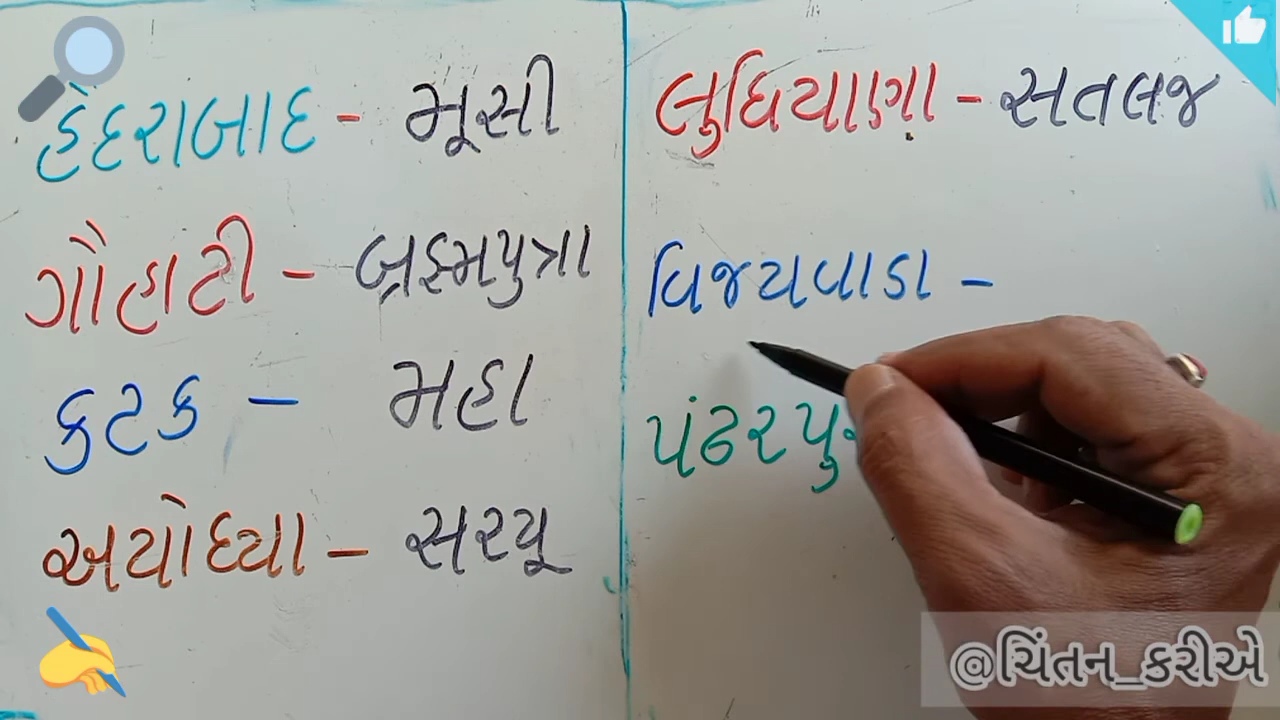 હૈદરાબાદ - મૂસી
ગૌહાટી - બ્રહ્મપુત્રા
કટક - મહા
અયોધ્યા - સરયૂ
લુધિયાણા - સતલજ
વિજયવાડા -
@ચિંતન_કરીએ